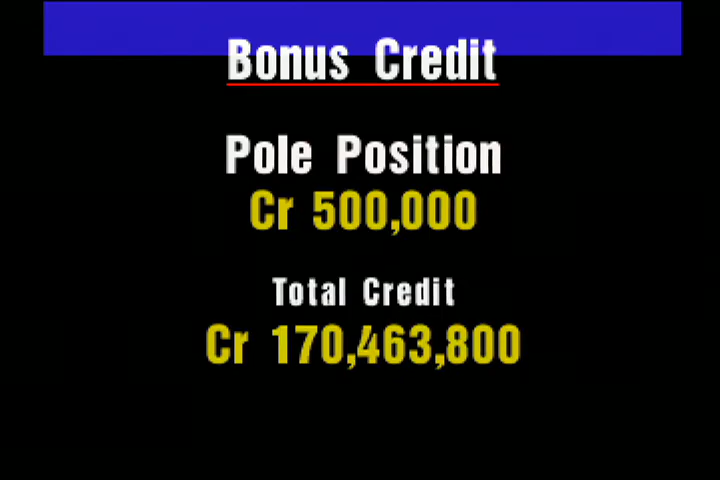 Bonus Credit
Pole Position
Cr 500,000
Total Credit
Cr 170,463,800